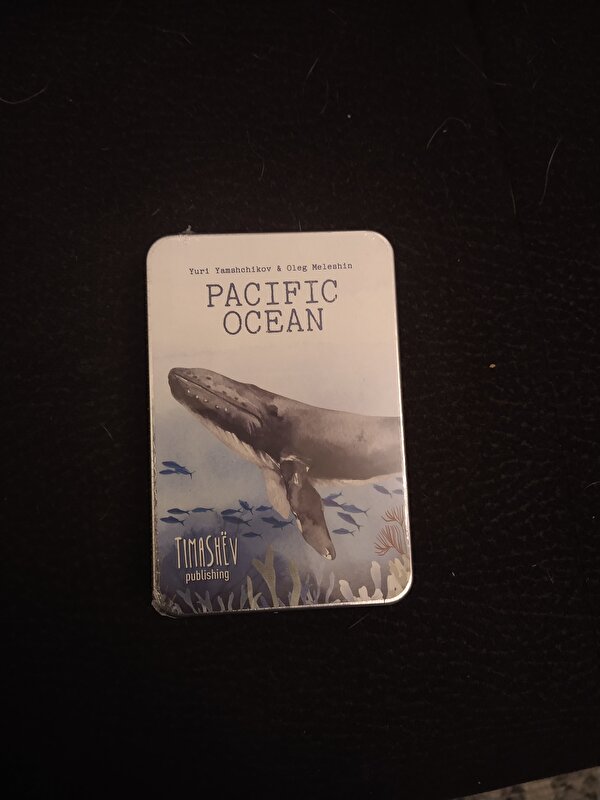 Yuri Yamshchikov & Oleg Meleshin
PACIFIC
OCEAN
TIMASHËV
publishing